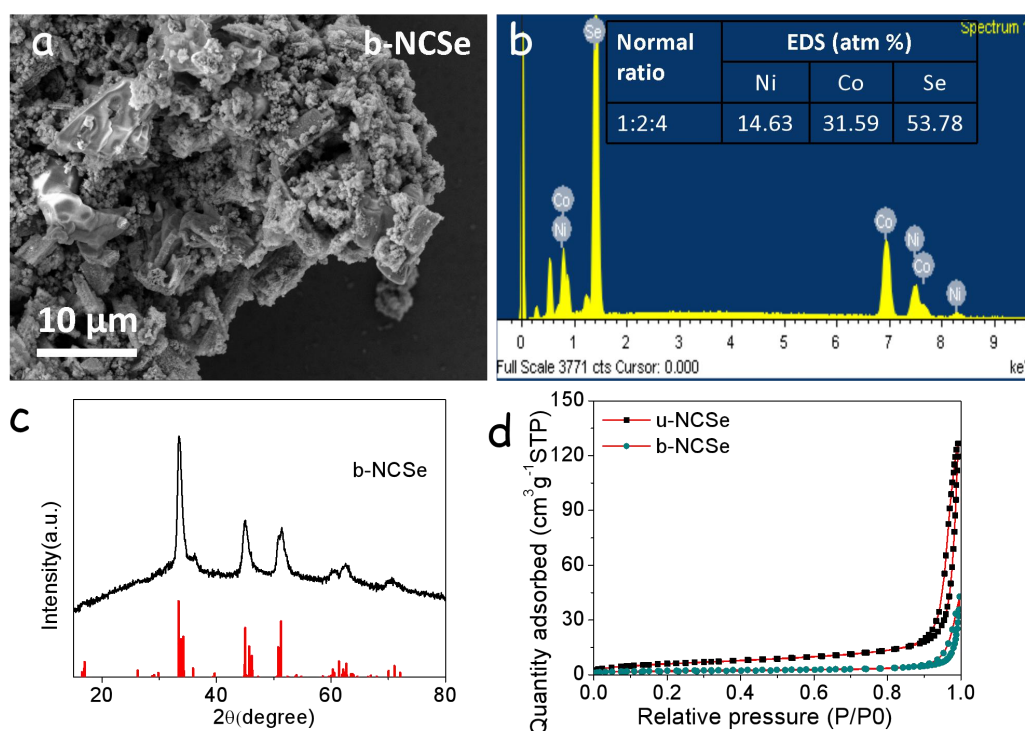 a
b-NCSe
10 μm
b
Spectrum 1
Normal ratio
EDS (atm %)
Ni Co Se
1:2:4 14.63 31.59 53.78
Se
Co
Ni
Co
Ni
Co
Ni
0 1 2 3 4 5 6 7 8 9
Full Scale 3771 cts Cursor: 0.000
keV
c
b-NCSe
Intensity(a.u.)
20 40 60 80
2θ(degree)
d
u-NCSe
b-NCSe
Quantity adsorbed (cm³g⁻¹STP)
150
120
90
60
30
0
0.0 0.2 0.4 0.6 0.8 1.0
Relative pressure (P/P0)